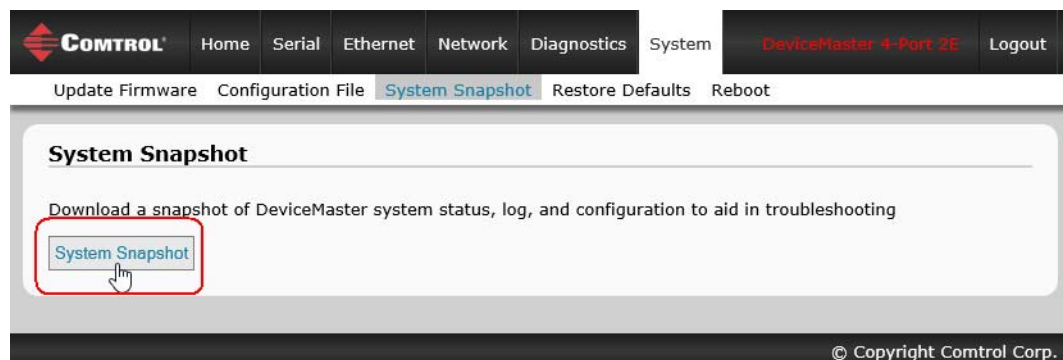 COMTROL Home Serial Ethernet Network Diagnostics System DeviceMaster 4-Port 2E Logout
Update Firmware Configuration File System Snapshot Restore Defaults Reboot
System Snapshot
Download a snapshot of DeviceMaster system status, log, and configuration to aid in troubleshooting
System Snapshot
© Copyright Comtrol Corp.